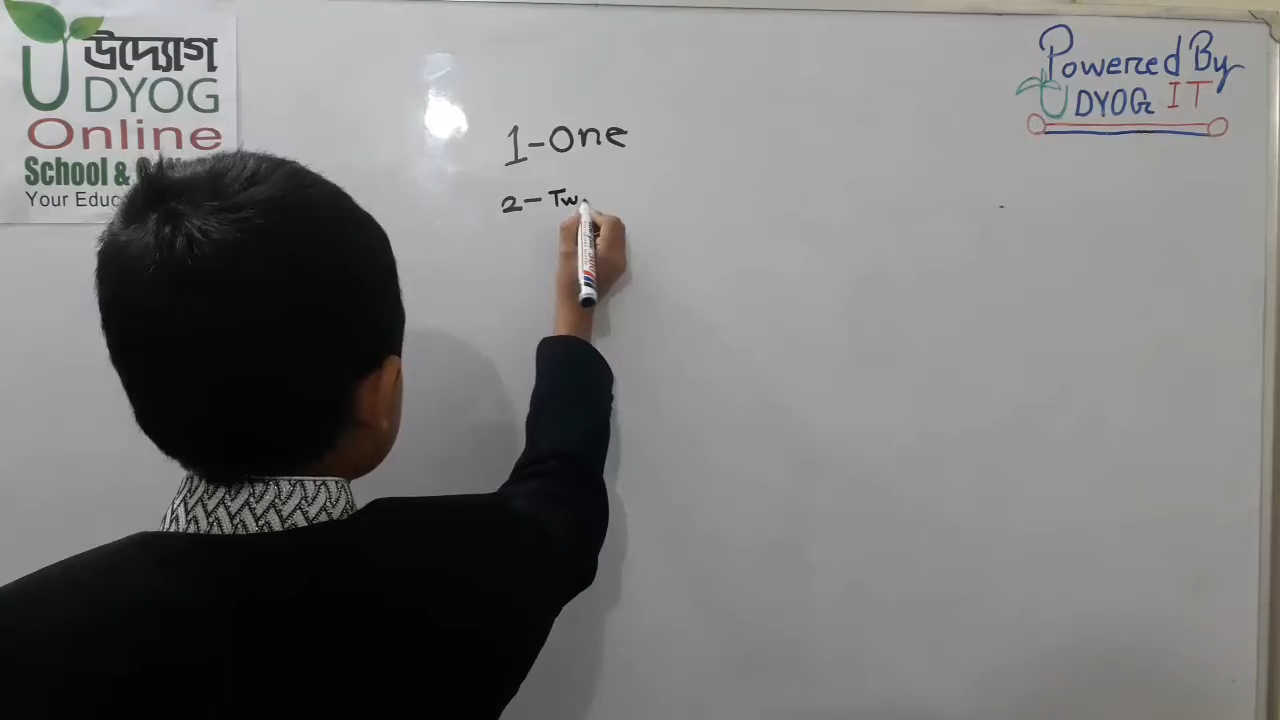 উদ্যোগ
UDYOG
Online
School &
Your Educ
1-One
2-Tw
Powered By
UDYOG IT